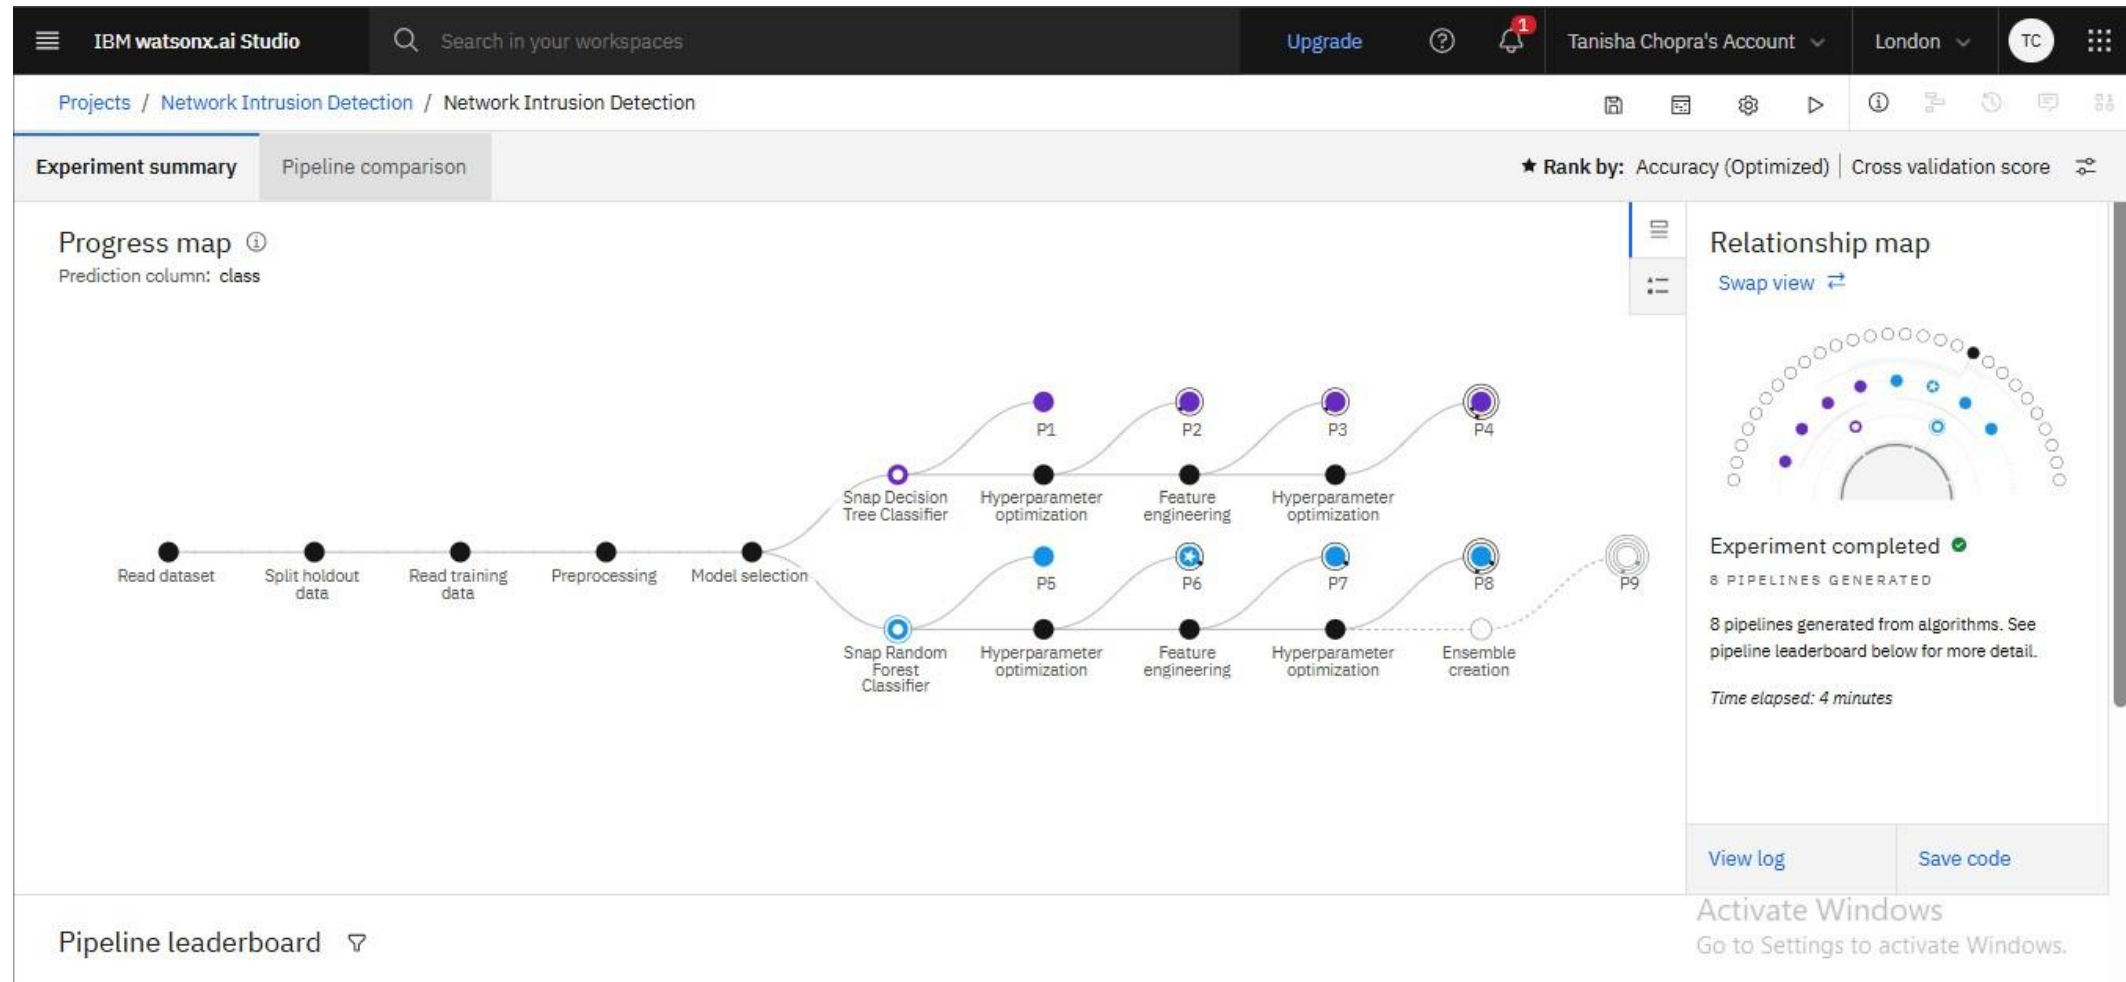 IBM watsonx.ai Studio
Search in your workspaces
Upgrade
1
Tanisha Chopra's Account
London
TC
Projects / Network Intrusion Detection / Network Intrusion Detection
Experiment summary
Pipeline comparison
Rank by: Accuracy (Optimized) | Cross validation score
Progress map
Prediction column: class
P1
P2
P3
P4
Snap Decision
Tree Classifier
Hyperparameter
optimization
Feature
engineering
Hyperparameter
optimization
Read dataset
Split holdout
data
Read training
data
Preprocessing
Model selection
P5
P6
P7
P8
P9
Snap Random
Forest
Classifier
Hyperparameter
optimization
Feature
engineering
Hyperparameter
optimization
Ensemble
creation
Relationship map
Swap view
Experiment completed
8 PIPELINES GENERATED
8 pipelines generated from algorithms. See
pipeline leaderboard below for more detail.
Time elapsed: 4 minutes
View log
Save code
Pipeline leaderboard
Activate Windows
Go to Settings to activate Windows.